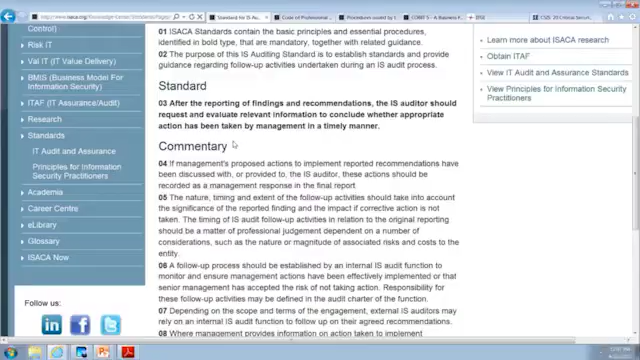 www.isaca.org/Knowledge-Center/Standards/Pages/
Standard for IS Auditing
Code of Professional
Procedures
COBIT 5 - A Business
CSIS: 20 Critical
Control)
Risk IT
Val IT (IT Value Delivery)
BMIS (Business Model For
Information Security)
ITAF (IT Assurance/Audit)
Research
Standards
IT Audit and Assurance
Principles for Information
Security Practitioners
Academia
Career Centre
eLibrary
Glossary
ISACA Now
Follow us:
01 ISACA Standards contain the basic principles and essential procedures,
identified in bold type, that are mandatory, together with related guidance.
02 The purpose of this IS Auditing Standard is to establish standards and provide
guidance regarding follow-up activities undertaken during an IS audit process.
Standard
03 After the reporting of findings and recommendations, the IS auditor should
request and evaluate relevant information to conclude whether appropriate
action has been taken by management in a timely manner.
Commentary
04 If management's proposed actions to implement reported recommendations
have been discussed with, or provided to, the IS auditor, these actions should be
recorded as a management response in the final report
05 The nature, timing and extent of the follow-up activities should take into account
the significance of the reported finding and the impact if corrective action is not
taken. The timing of IS audit follow-up activities in relation to the original reporting
should be a matter of professional judgement dependent on a number of
considerations, such as the nature or magnitude of associated risks and costs to the
entity.
06 A follow-up process should be established by an internal IS audit function to
monitor and ensure management actions have been effectively implemented or that
senior management has accepted the risk of not taking action. Responsibility for
these follow-up activities may be defined in the audit charter of the function.
07 Depending on the scope and terms of the engagement, external IS auditors may
rely on an internal IS audit function to follow up on their agreed recommendations.
08 Where management provides information on action taken to implement
Learn more about ISACA research
Obtain ITAF
View IT Audit and Assurance Standards
View Principles for Information Security
Practitioners